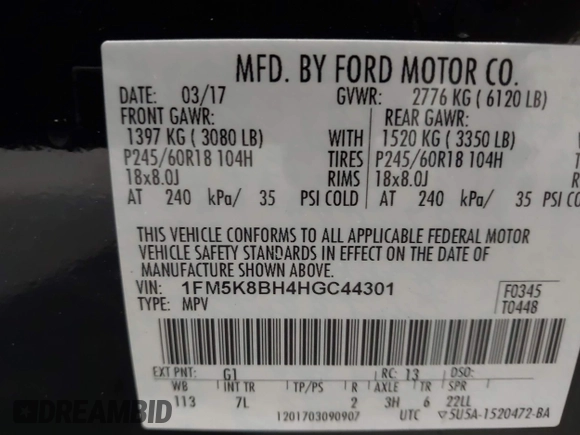 MFD. BY FORD MOTOR CO.
DATE: 03/17 GVWR: 2776 KG ( 6120 LB)
FRONT GAWR: REAR GAWR:
1397 KG ( 3080 LB) WITH 1520 KG ( 3350 LB)
P245/60R18 104H TIRES P245/60R18 104H
18x8.0J RIMS 18x8.0J
AT 240 kPa/ 35 PSI COLD AT 240 kPa/ 35 PSI COL
THIS VEHICLE CONFORMS TO ALL APPLICABLE FEDERAL MOTOR
VEHICLE SAFETY STANDARDS IN EFFECT ON THE DATE OF
MANUFACTURE SHOWN ABOVE.
VIN: 1FM5K8BH4HGC44301 F0345
TYPE: MPV T0448
EXT PNT: G1 RC: 13 DSO:
WB INT TR TP/PS R AXLE TR SPR
113 7L 2 3H 6 22LL
1201703090907 UTC 5U5A-1520472-BA
DREAMBID